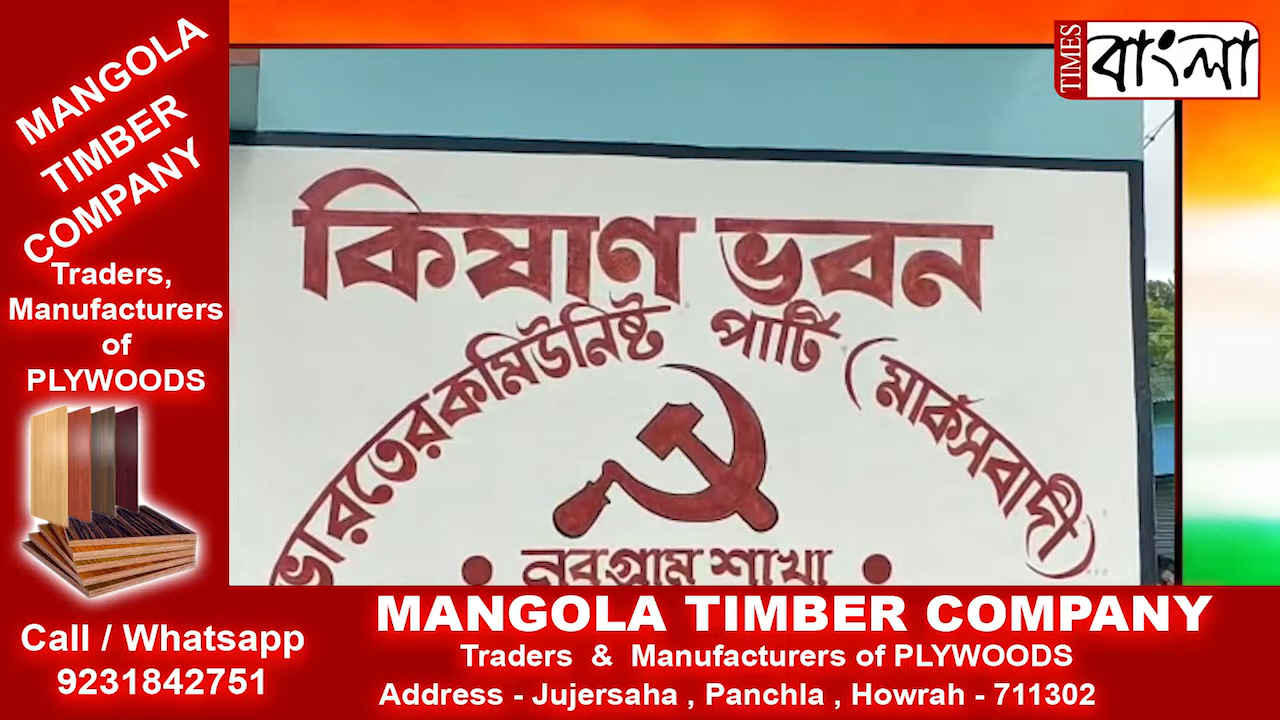 MANGOLA
TIMBER
COMPANY
Traders,
Manufacturers
of
PLYWOODS
Call / Whatsapp
9231842751
TIMES
বাংলা
কিষাণ ভবন
ভারতের কমিউনিষ্ট পার্টি (মার্কসবাদী)
নবগ্রাম শাখা
MANGOLA TIMBER COMPANY
Traders & Manufacturers of PLYWOODS
Address - Jujersaha , Panchla , Howrah - 711302